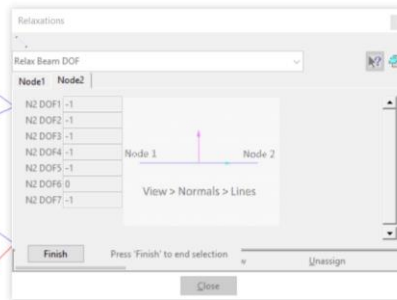 Relaxations
Relax Beam DOF
Node1 Node2
N2 DOF1 -1
N2 DOF2 -1
N2 DOF3 -1
N2 DOF4 -1
N2 DOF5 -1
N2 DOF6 0
N2 DOF7 -1
Node 1 Node 2
View > Normals > Lines
Finish Press 'Finish' to end selection Unassign
Close